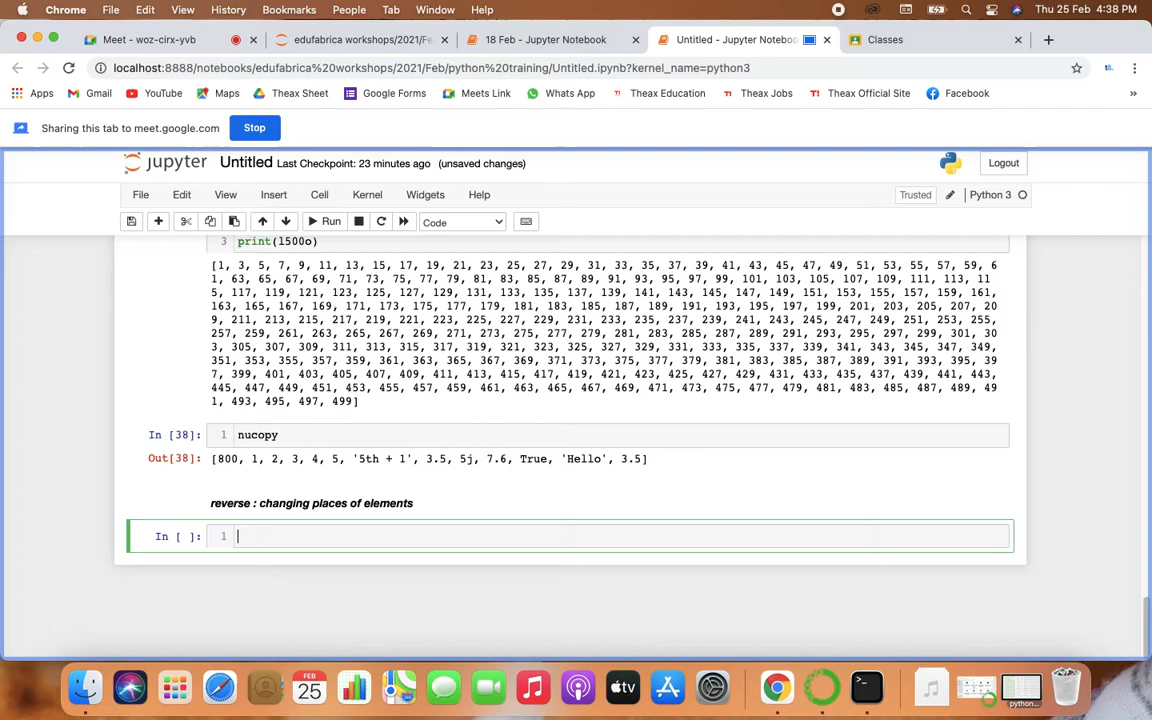 Chrome File Edit View History Bookmarks People Tab Window Help Thu 25 Feb 4:38 PM
Meet - woz-cirx-yvb edufabrica workshops/2021/Fe 18 Feb - Jupyter Notebook Untitled - Jupyter Noteboo Classes
localhost:8888/notebooks/edufabrica%20workshops/2021/Feb/python%20training/Untitled.ipynb?kernel_name=python3
Apps Gmail YouTube Maps Theax Sheet Google Forms Meets Link Whats App Theax Education Theax Jobs Theax Official Site Facebook
Sharing this tab to meet.google.com Stop
jupyter Untitled Last Checkpoint: 23 minutes ago (unsaved changes) Logout
File Edit View Insert Cell Kernel Widgets Help Trusted Python 3
Run Code
3 print(l500o)
[1, 3, 5, 7, 9, 11, 13, 15, 17, 19, 21, 23, 25, 27, 29, 31, 33, 35, 37, 39, 41, 43, 45, 47, 49, 51, 53, 55, 57, 59, 6
1, 63, 65, 67, 69, 71, 73, 75, 77, 79, 81, 83, 85, 87, 89, 91, 93, 95, 97, 99, 101, 103, 105, 107, 109, 111, 113, 11
5, 117, 119, 121, 123, 125, 127, 129, 131, 133, 135, 137, 139, 141, 143, 145, 147, 149, 151, 153, 155, 157, 159, 161,
163, 165, 167, 169, 171, 173, 175, 177, 179, 181, 183, 185, 187, 189, 191, 193, 195, 197, 199, 201, 203, 205, 207, 20
9, 211, 213, 215, 217, 219, 221, 223, 225, 227, 229, 231, 233, 235, 237, 239, 241, 243, 245, 247, 249, 251, 253, 255,
257, 259, 261, 263, 265, 267, 269, 271, 273, 275, 277, 279, 281, 283, 285, 287, 289, 291, 293, 295, 297, 299, 301, 30
3, 305, 307, 309, 311, 313, 315, 317, 319, 321, 323, 325, 327, 329, 331, 333, 335, 337, 339, 341, 343, 345, 347, 349,
351, 353, 355, 357, 359, 361, 363, 365, 367, 369, 371, 373, 375, 377, 379, 381, 383, 385, 387, 389, 391, 393, 395, 39
7, 399, 401, 403, 405, 407, 409, 411, 413, 415, 417, 419, 421, 423, 425, 427, 429, 431, 433, 435, 437, 439, 441, 443,
445, 447, 449, 451, 453, 455, 457, 459, 461, 463, 465, 467, 469, 471, 473, 475, 477, 479, 481, 483, 485, 487, 489, 49
1, 493, 495, 497, 499]
In [38]: 1 nucopy
Out[38]: [800, 1, 2, 3, 4, 5, '5th + 1', 3.5, 5j, 7.6, True, 'Hello', 3.5]
reverse : changing places of elements
In [ ]: 1
FEB
25
tv
python...